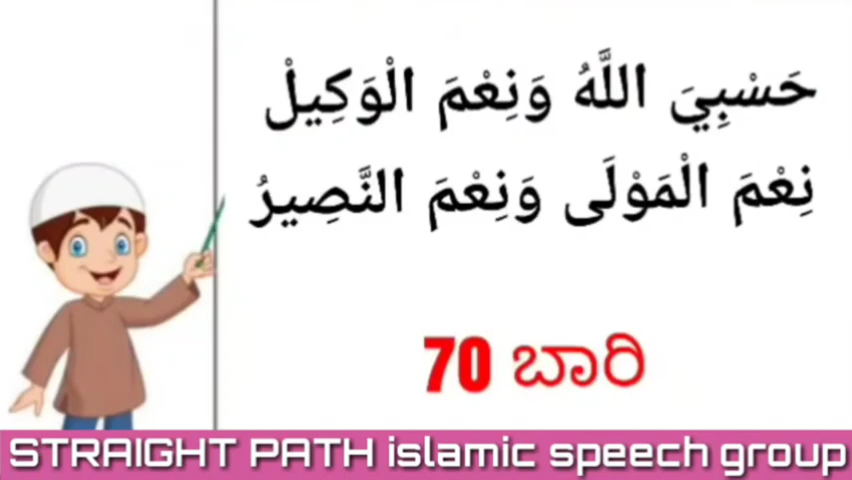 حَسْبِيَ اللَّهُ وَنِعْمَ الْوَكِيلْ
نِعْمَ الْمَوْلَى وَنِعْمَ النَّصِيرُ
70 ಬಾರಿ
STRAIGHT PATH islamic speech group